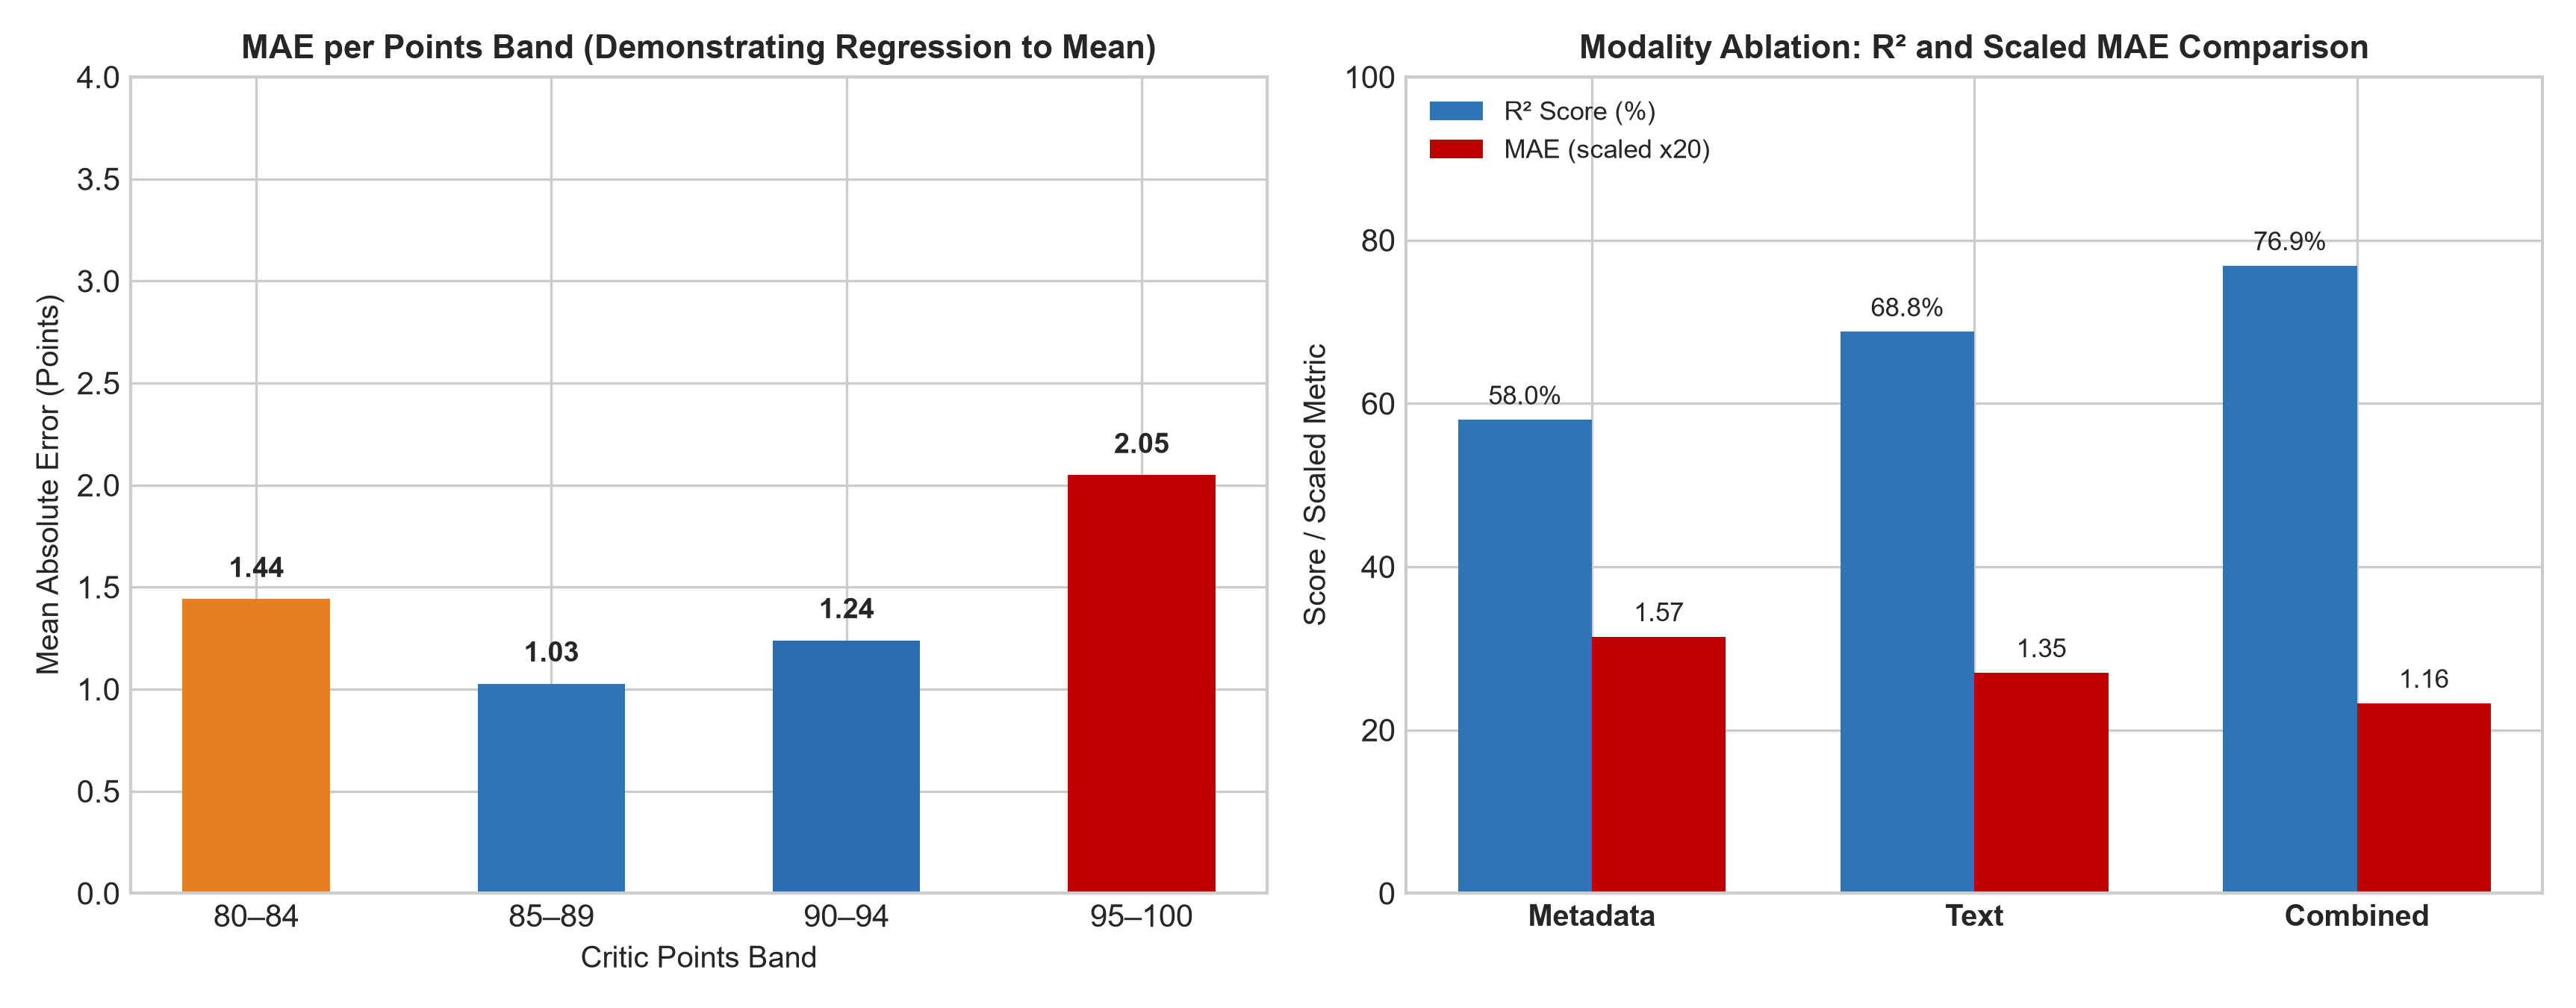 MAE per Points Band (Demonstrating Regression to Mean)
Mean Absolute Error (Points)
4.0
3.5
3.0
2.5
2.0
1.5
1.0
0.5
0.0
1.44
1.03
1.24
2.05
80–84
85–89
90–94
95–100
Critic Points Band
Modality Ablation: R² and Scaled MAE Comparison
Score / Scaled Metric
100
80
60
40
20
0
R² Score (%)
MAE (scaled x20)
58.0%
1.57
68.8%
1.35
76.9%
1.16
Metadata
Text
Combined